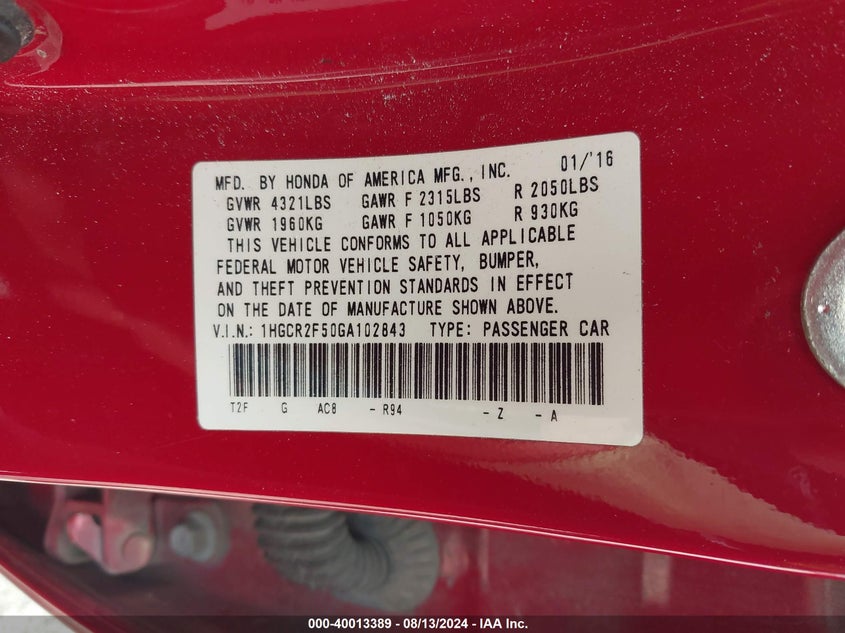 MFD. BY HONDA OF AMERICA MFG., INC. 01/'16
GVWR 4321LBS GAWR F 2315LBS R 2050LBS
GVWR 1960KG GAWR F 1050KG R 930KG
THIS VEHICLE CONFORMS TO ALL APPLICABLE
FEDERAL MOTOR VEHICLE SAFETY, BUMPER,
AND THEFT PREVENTION STANDARDS IN EFFECT
ON THE DATE OF MANUFACTURE SHOWN ABOVE.
V.I.N.: 1HGCR2F50GA102843 TYPE: PASSENGER CAR
T2F G AC8 - R94 - Z - A
000-40013389 - 08/13/2024 - IAA Inc.